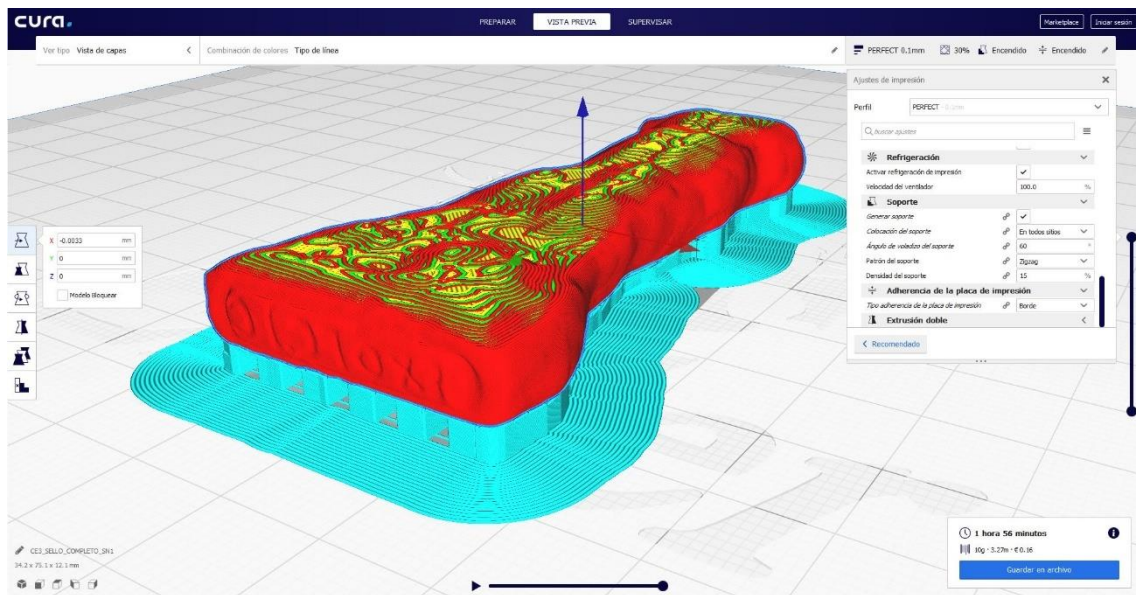 cura.
PREPARAR
VISTA PREVIA
SUPERVISAR
Marketplace
Iniciar sesión
Ver tipo Vista de capas
Combinación de colores Tipo de línea
PERFECT 0.1mm 30% Encendido Encendido
Ajustes de impresión
Perfil PERFECT - 0.1mm
buscar ajustes
Refrigeración
Activar refrigeración de impresión
Velocidad del ventilador 100.0 %
Soporte
Generar soporte
Colocación del soporte En todos sitios
Ángulo de voladizo del soporte 60 °
Patrón del soporte Zigzag
Densidad del soporte 15 %
Adherencia de la placa de impresión
Tipo adherencia de la placa de impresión Borde
Extrusión doble
Recomendado
X -0.0033 mm
Y 0 mm
Z 0 mm
Modelo Bloquear
CE3_SELLO_COMPLETO_SN1
34.2 x 75.1 x 12.1 mm
1 hora 56 minutos
10g · 3.27m · € 0.16
Guardar en archivo